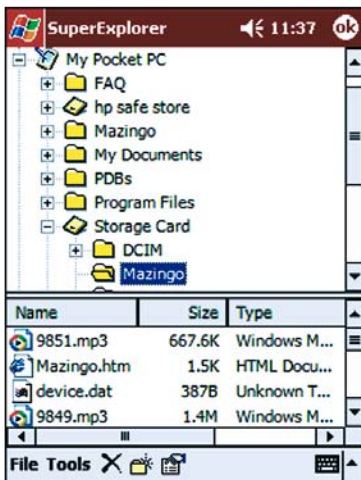 SuperExplorer 11:37 ok
My Pocket PC
FAQ
hp safe store
Mazingo
My Documents
PDBs
Program Files
Storage Card
DCIM
Mazingo
Name Size Type
9851.mp3 667.6K Windows M...
Mazingo.htm 1.5K HTML Docu...
device.dat 387B Unknown T...
9849.mp3 1.4M Windows M...
File Tools